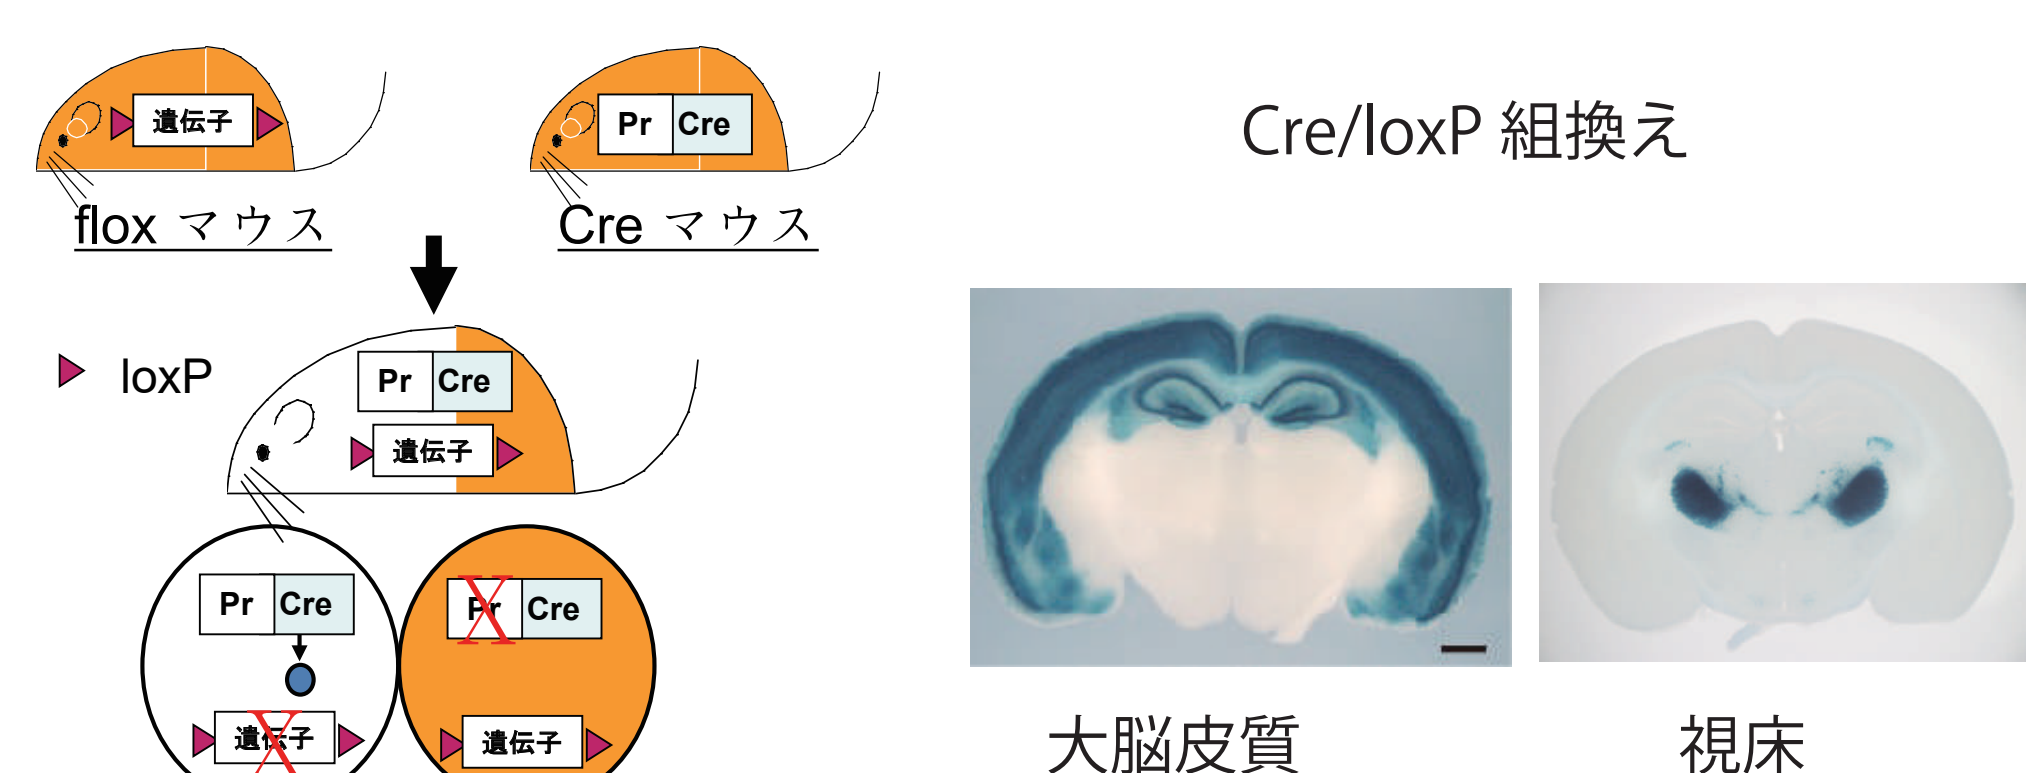 遺伝子
Pr Cre
Cre/loxP 組換え
flox マウス
Cre マウス
loxP
Pr Cre
遺伝子
Pr Cre
Pr Cre
X
遺伝子
X
遺伝子
大脳皮質
視床